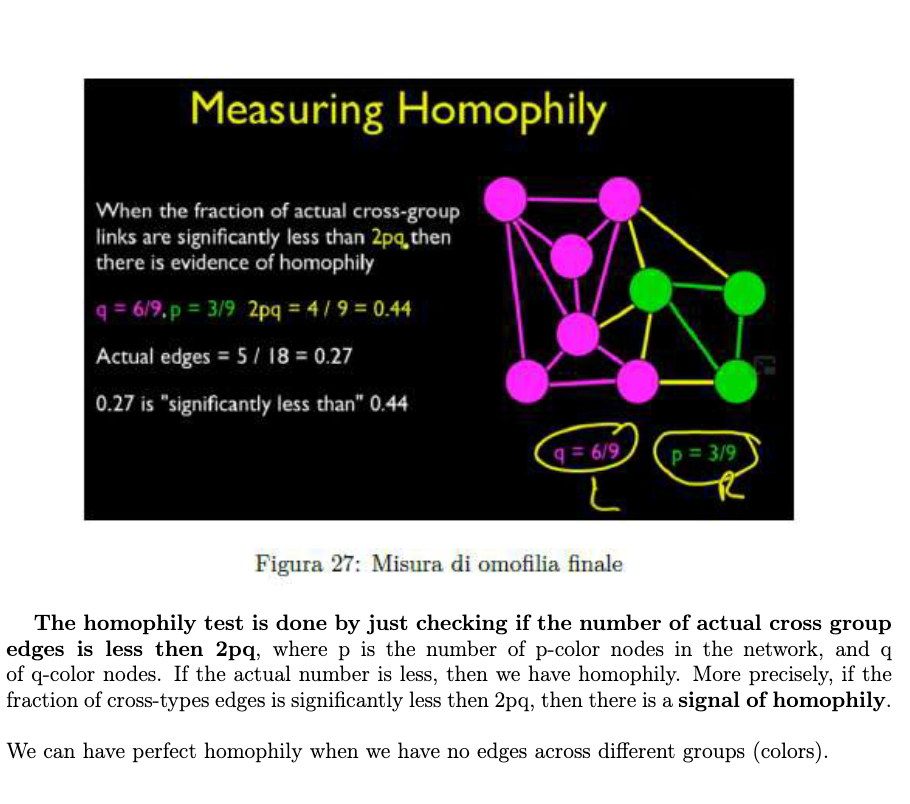 Measuring Homophily
When the fraction of actual cross-group
links are significantly less than 2pq, then
there is evidence of homophily
q = 6/9, p = 3/9 2pq = 4 / 9 = 0.44
Actual edges = 5 / 18 = 0.27
0.27 is "significantly less than" 0.44
q = 6/9
p = 3/9
L
R
Figura 27: Misura di omofilia finale
The homophily test is done by just checking if the number of actual cross group
edges is less then 2pq, where p is the number of p-color nodes in the network, and q
of q-color nodes. If the actual number is less, then we have homophily. More precisely, if the
fraction of cross-types edges is significantly less then 2pq, then there is a signal of homophily.
We can have perfect homophily when we have no edges across different groups (colors).